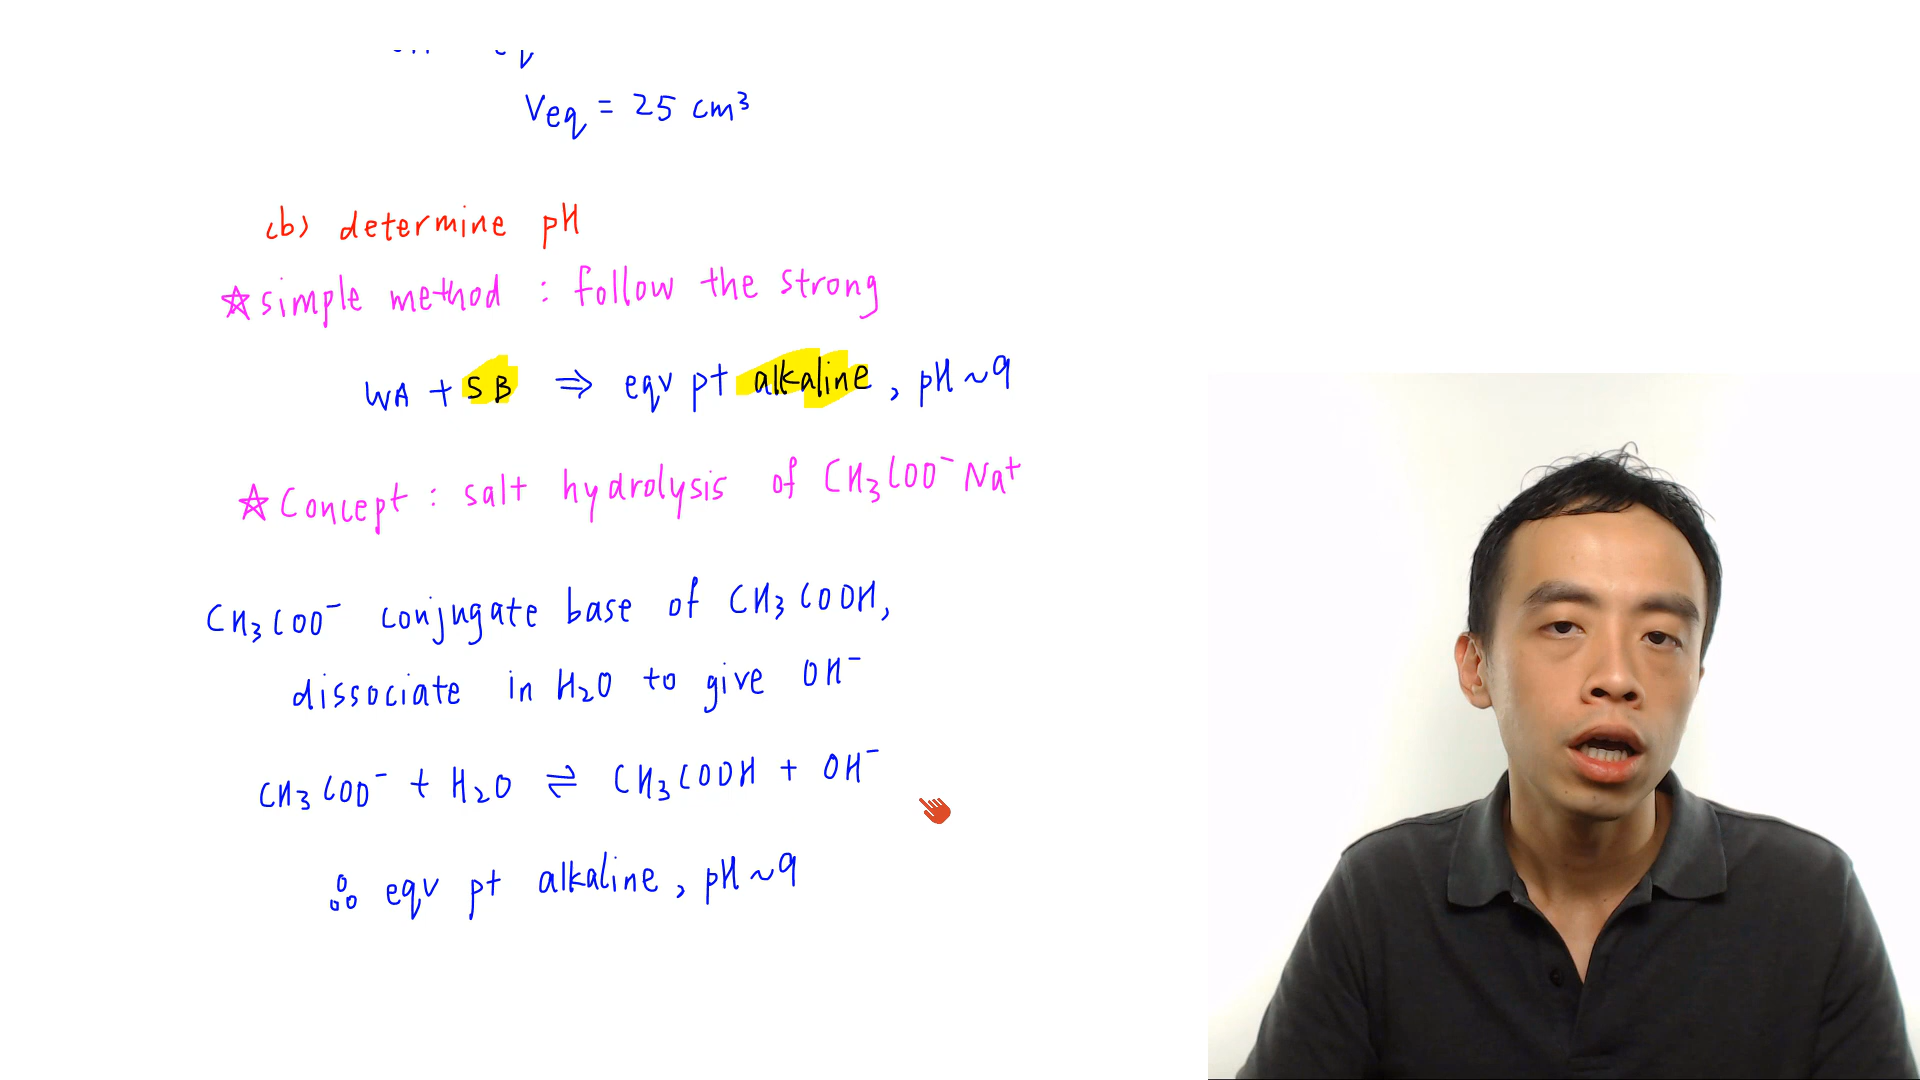 Veq = 25 cm³
(b) determine pH
☆ simple method : follow the strong
WA + SB ⇒ eqv pt alkaline, pH ~ 9
☆ Concept : salt hydrolysis of CH₃COO⁻Na⁺
CH₃COO⁻ conjugate base of CH₃COOH,
dissociate in H₂O to give OH⁻
CH₃COO⁻ + H₂O ⇌ CH₃COOH + OH⁻
∴ eqv pt alkaline, pH ~ 9